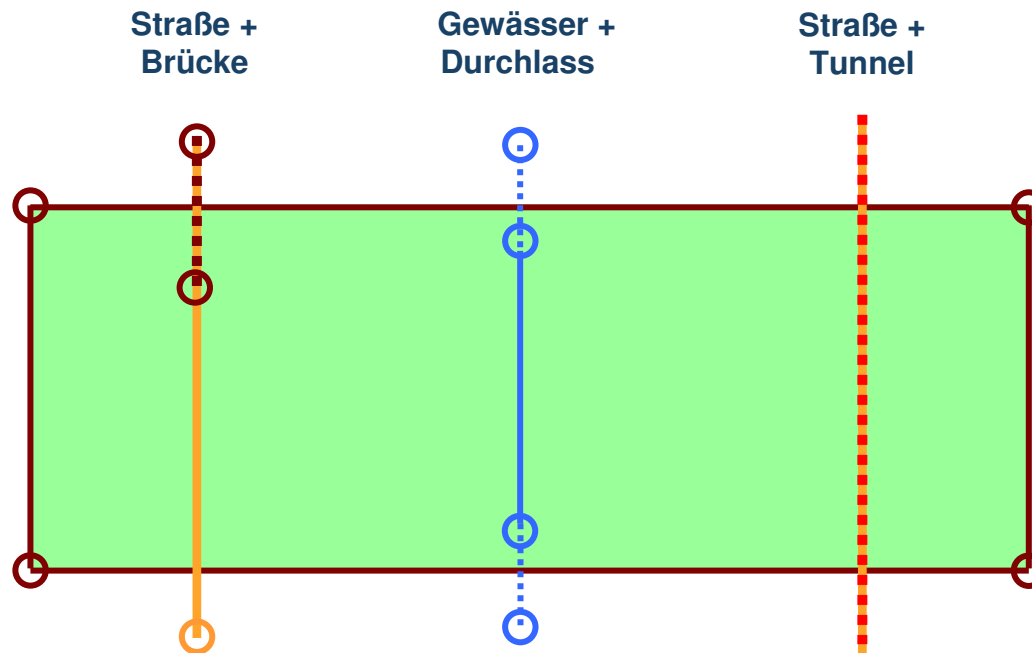 Straße +
Brücke
Gewässer +
Durchlass
Straße +
Tunnel